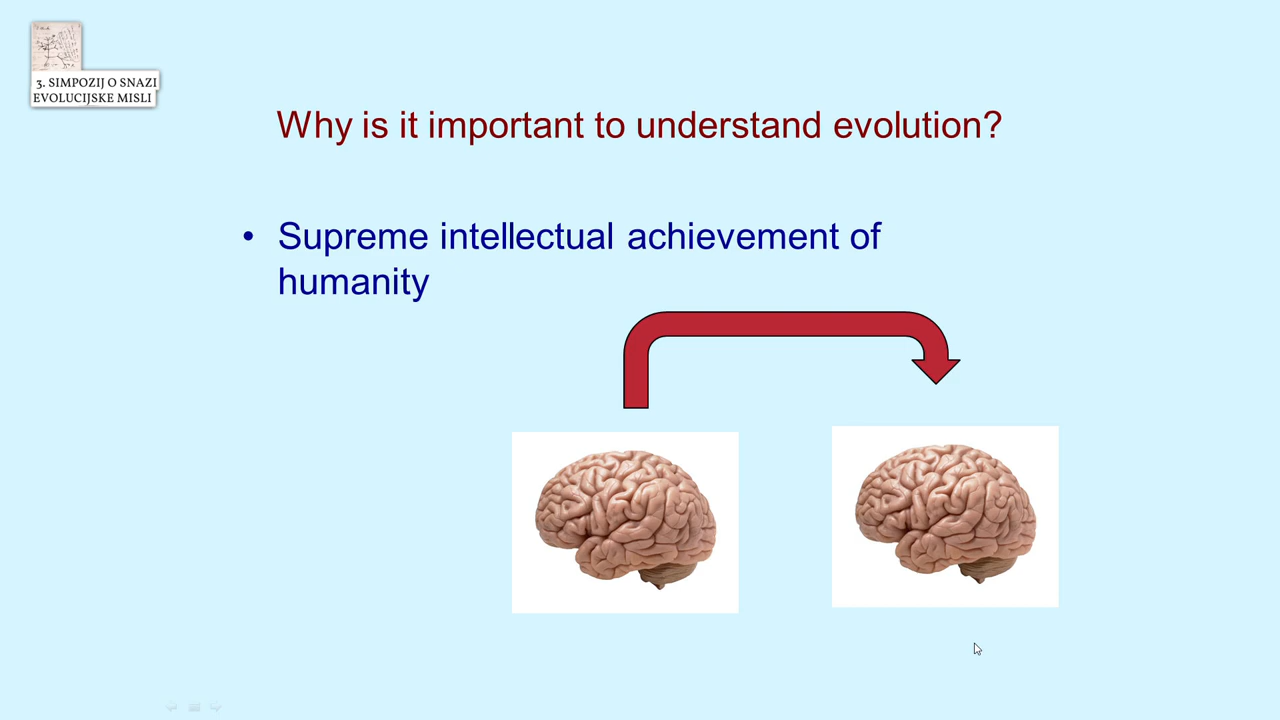 3. SIMPOZIJ O SNAZI
EVOLUCIJSKE MISLI
Why is it important to understand evolution?
• Supreme intellectual achievement of
humanity